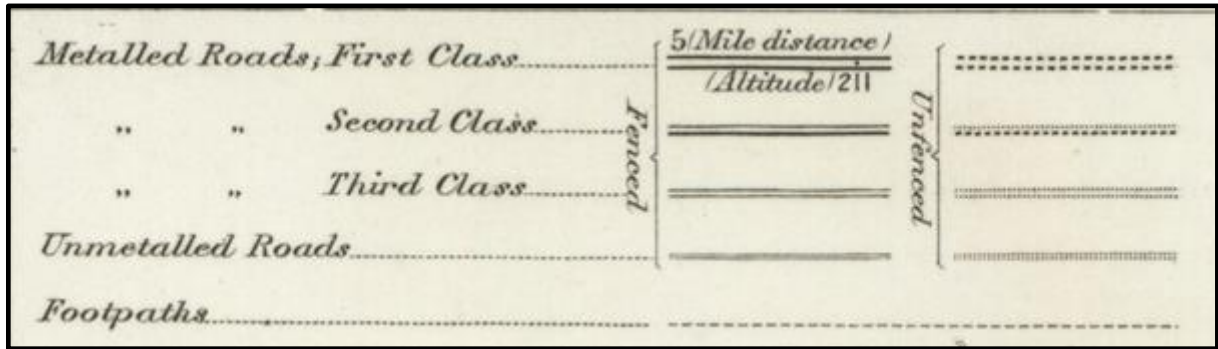 Metalled Roads; First Class
5(Mile distance)
(Altitude) 211
„ „ Second Class
„ „ Third Class
Unmetalled Roads
Footpaths
Fenced
Unfenced